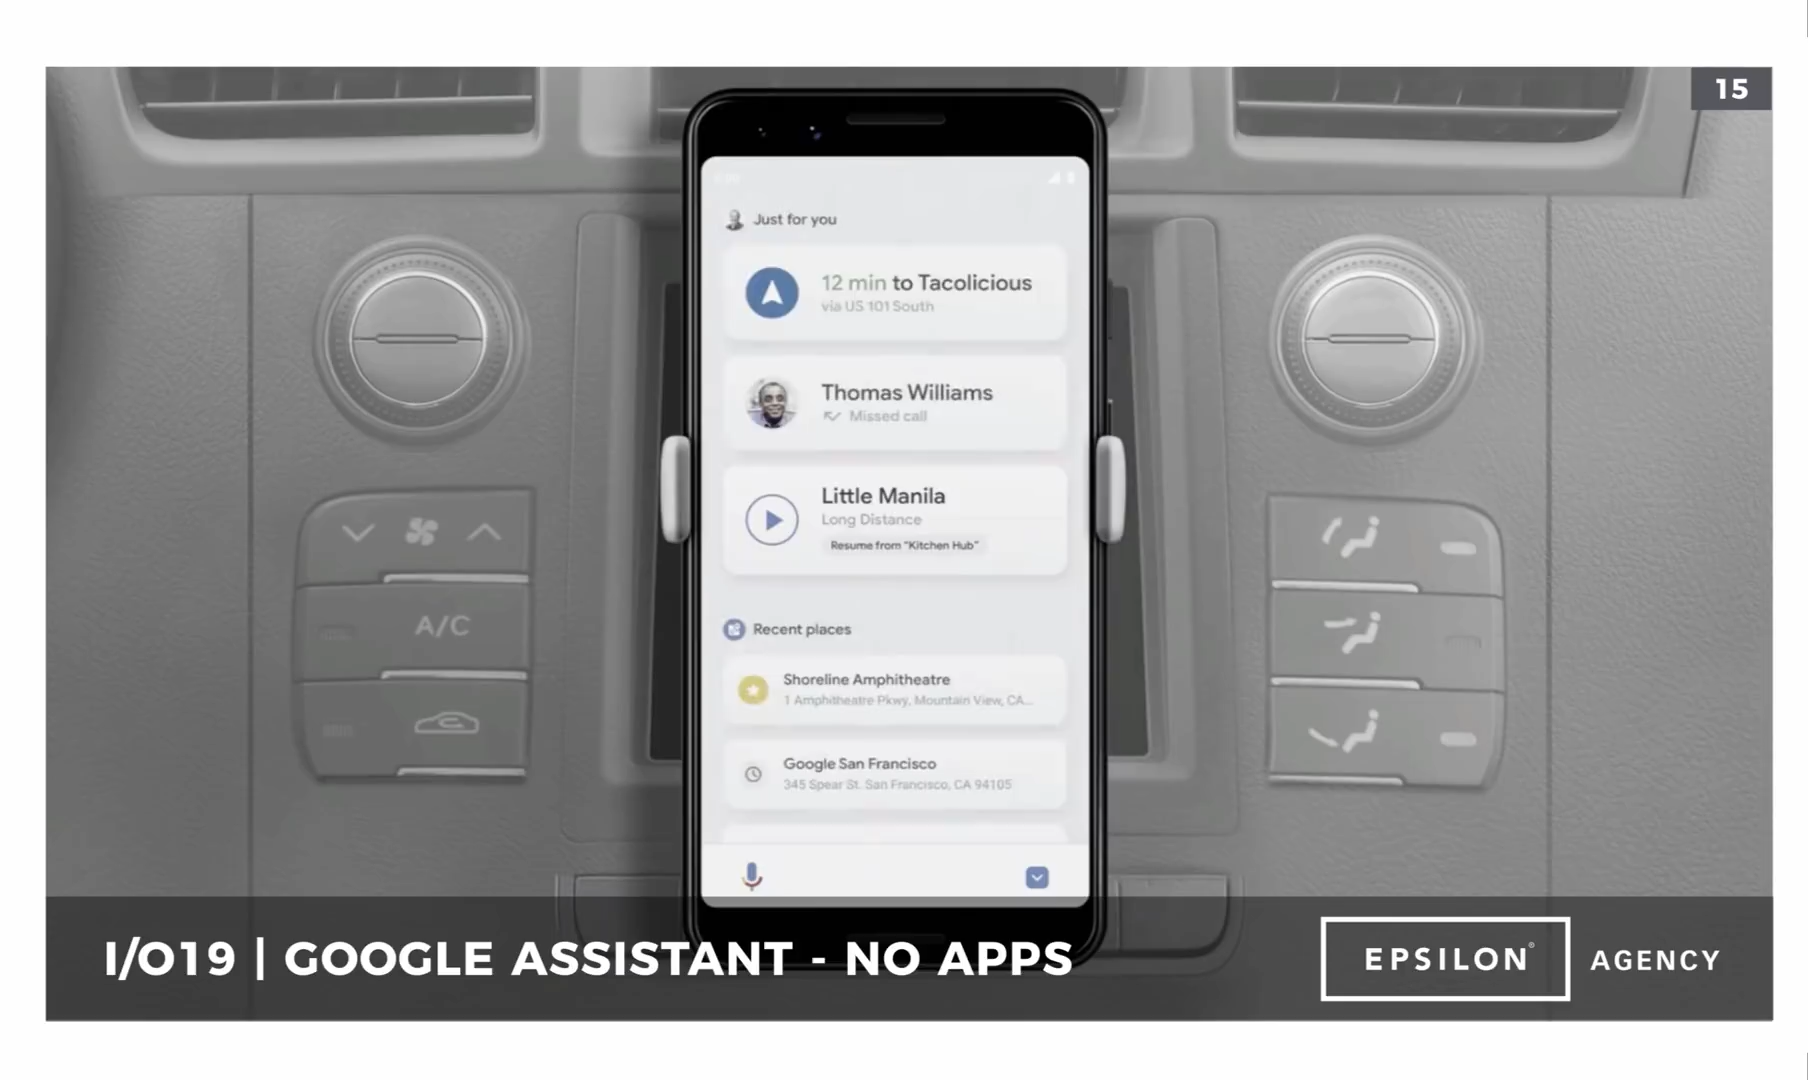 15
Just for you
12 min to Tacolicious
via US 101 South
Thomas Williams
Missed call
Little Manila
Long Distance
Resume from "Kitchen Hub"
Recent places
Shoreline Amphitheatre
1 Amphitheatre Pkwy, Mountain View, CA...
Google San Francisco
345 Spear St. San Francisco, CA 94105
A/C
I/O19 | GOOGLE ASSISTANT - NO APPS
EPSILON® AGENCY